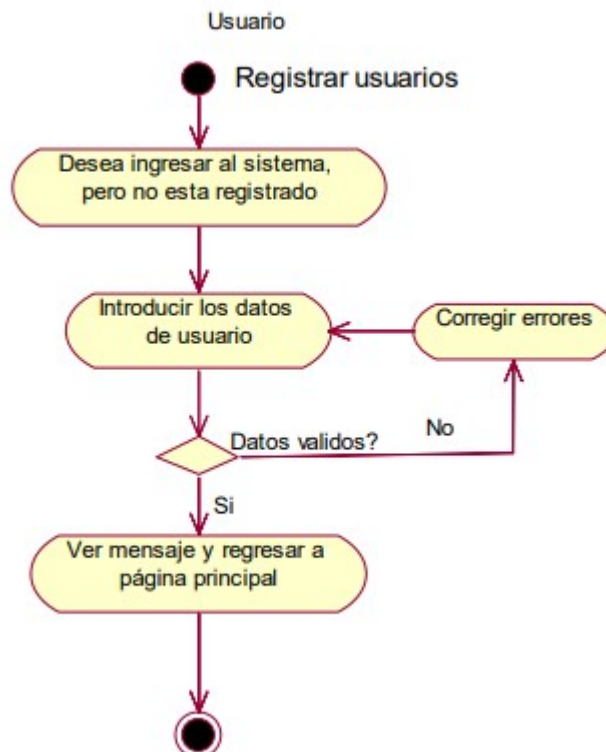 Usuario
Registrar usuarios
Desea ingresar al sistema,
pero no esta registrado
Introducir los datos
de usuario
Corregir errores
Datos validos?
No
Si
Ver mensaje y regresar a
página principal